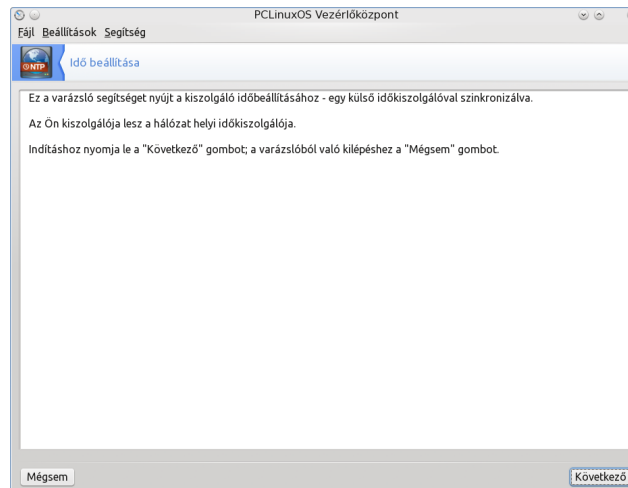 PCLinuxOS Vezérlőközpont
Fájl Beállítások Segítség
NTP
Idő beállítása
Ez a varázsló segítséget nyújt a kiszolgáló időbeállításához - egy külső időkiszolgálóval szinkronizálva.
Az Ön kiszolgálója lesz a hálózat helyi időkiszolgálója.
Indításhoz nyomja le a "Következő" gombot; a varázslóból való kilépéshez a "Mégsem" gombot.
Mégsem
Következő